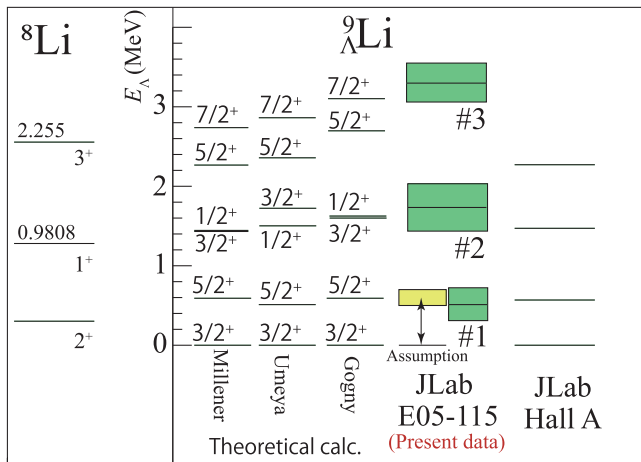 ⁸Li
2.255
3⁺
0.9808
1⁺
2⁺
E_Λ (MeV)
3
2
1
0
⁹_ΛLi
7/2⁺
5/2⁺
1/2⁺
3/2⁺
5/2⁺
3/2⁺
Millener
7/2⁺
5/2⁺
3/2⁺
1/2⁺
5/2⁺
3/2⁺
Umeya
7/2⁺
5/2⁺
1/2⁺
3/2⁺
5/2⁺
3/2⁺
Gogny
Theoretical calc.
#3
#2
#1
Assumption
JLab
E05-115
(Present data)
JLab
Hall A